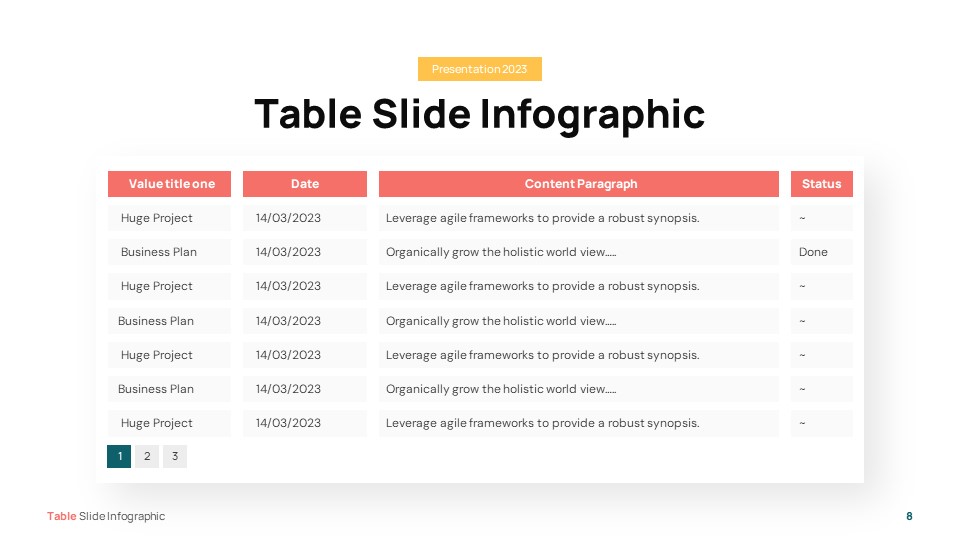 Presentation 2023
Table Slide Infographic
Value title one Date Content Paragraph Status
Huge Project 14/03/2023 Leverage agile frameworks to provide a robust synopsis. ~
Business Plan 14/03/2023 Organically grow the holistic world view..... Done
Huge Project 14/03/2023 Leverage agile frameworks to provide a robust synopsis. ~
Business Plan 14/03/2023 Organically grow the holistic world view..... ~
Huge Project 14/03/2023 Leverage agile frameworks to provide a robust synopsis. ~
Business Plan 14/03/2023 Organically grow the holistic world view..... ~
Huge Project 14/03/2023 Leverage agile frameworks to provide a robust synopsis. ~
1 2 3
Table Slide Infographic 8